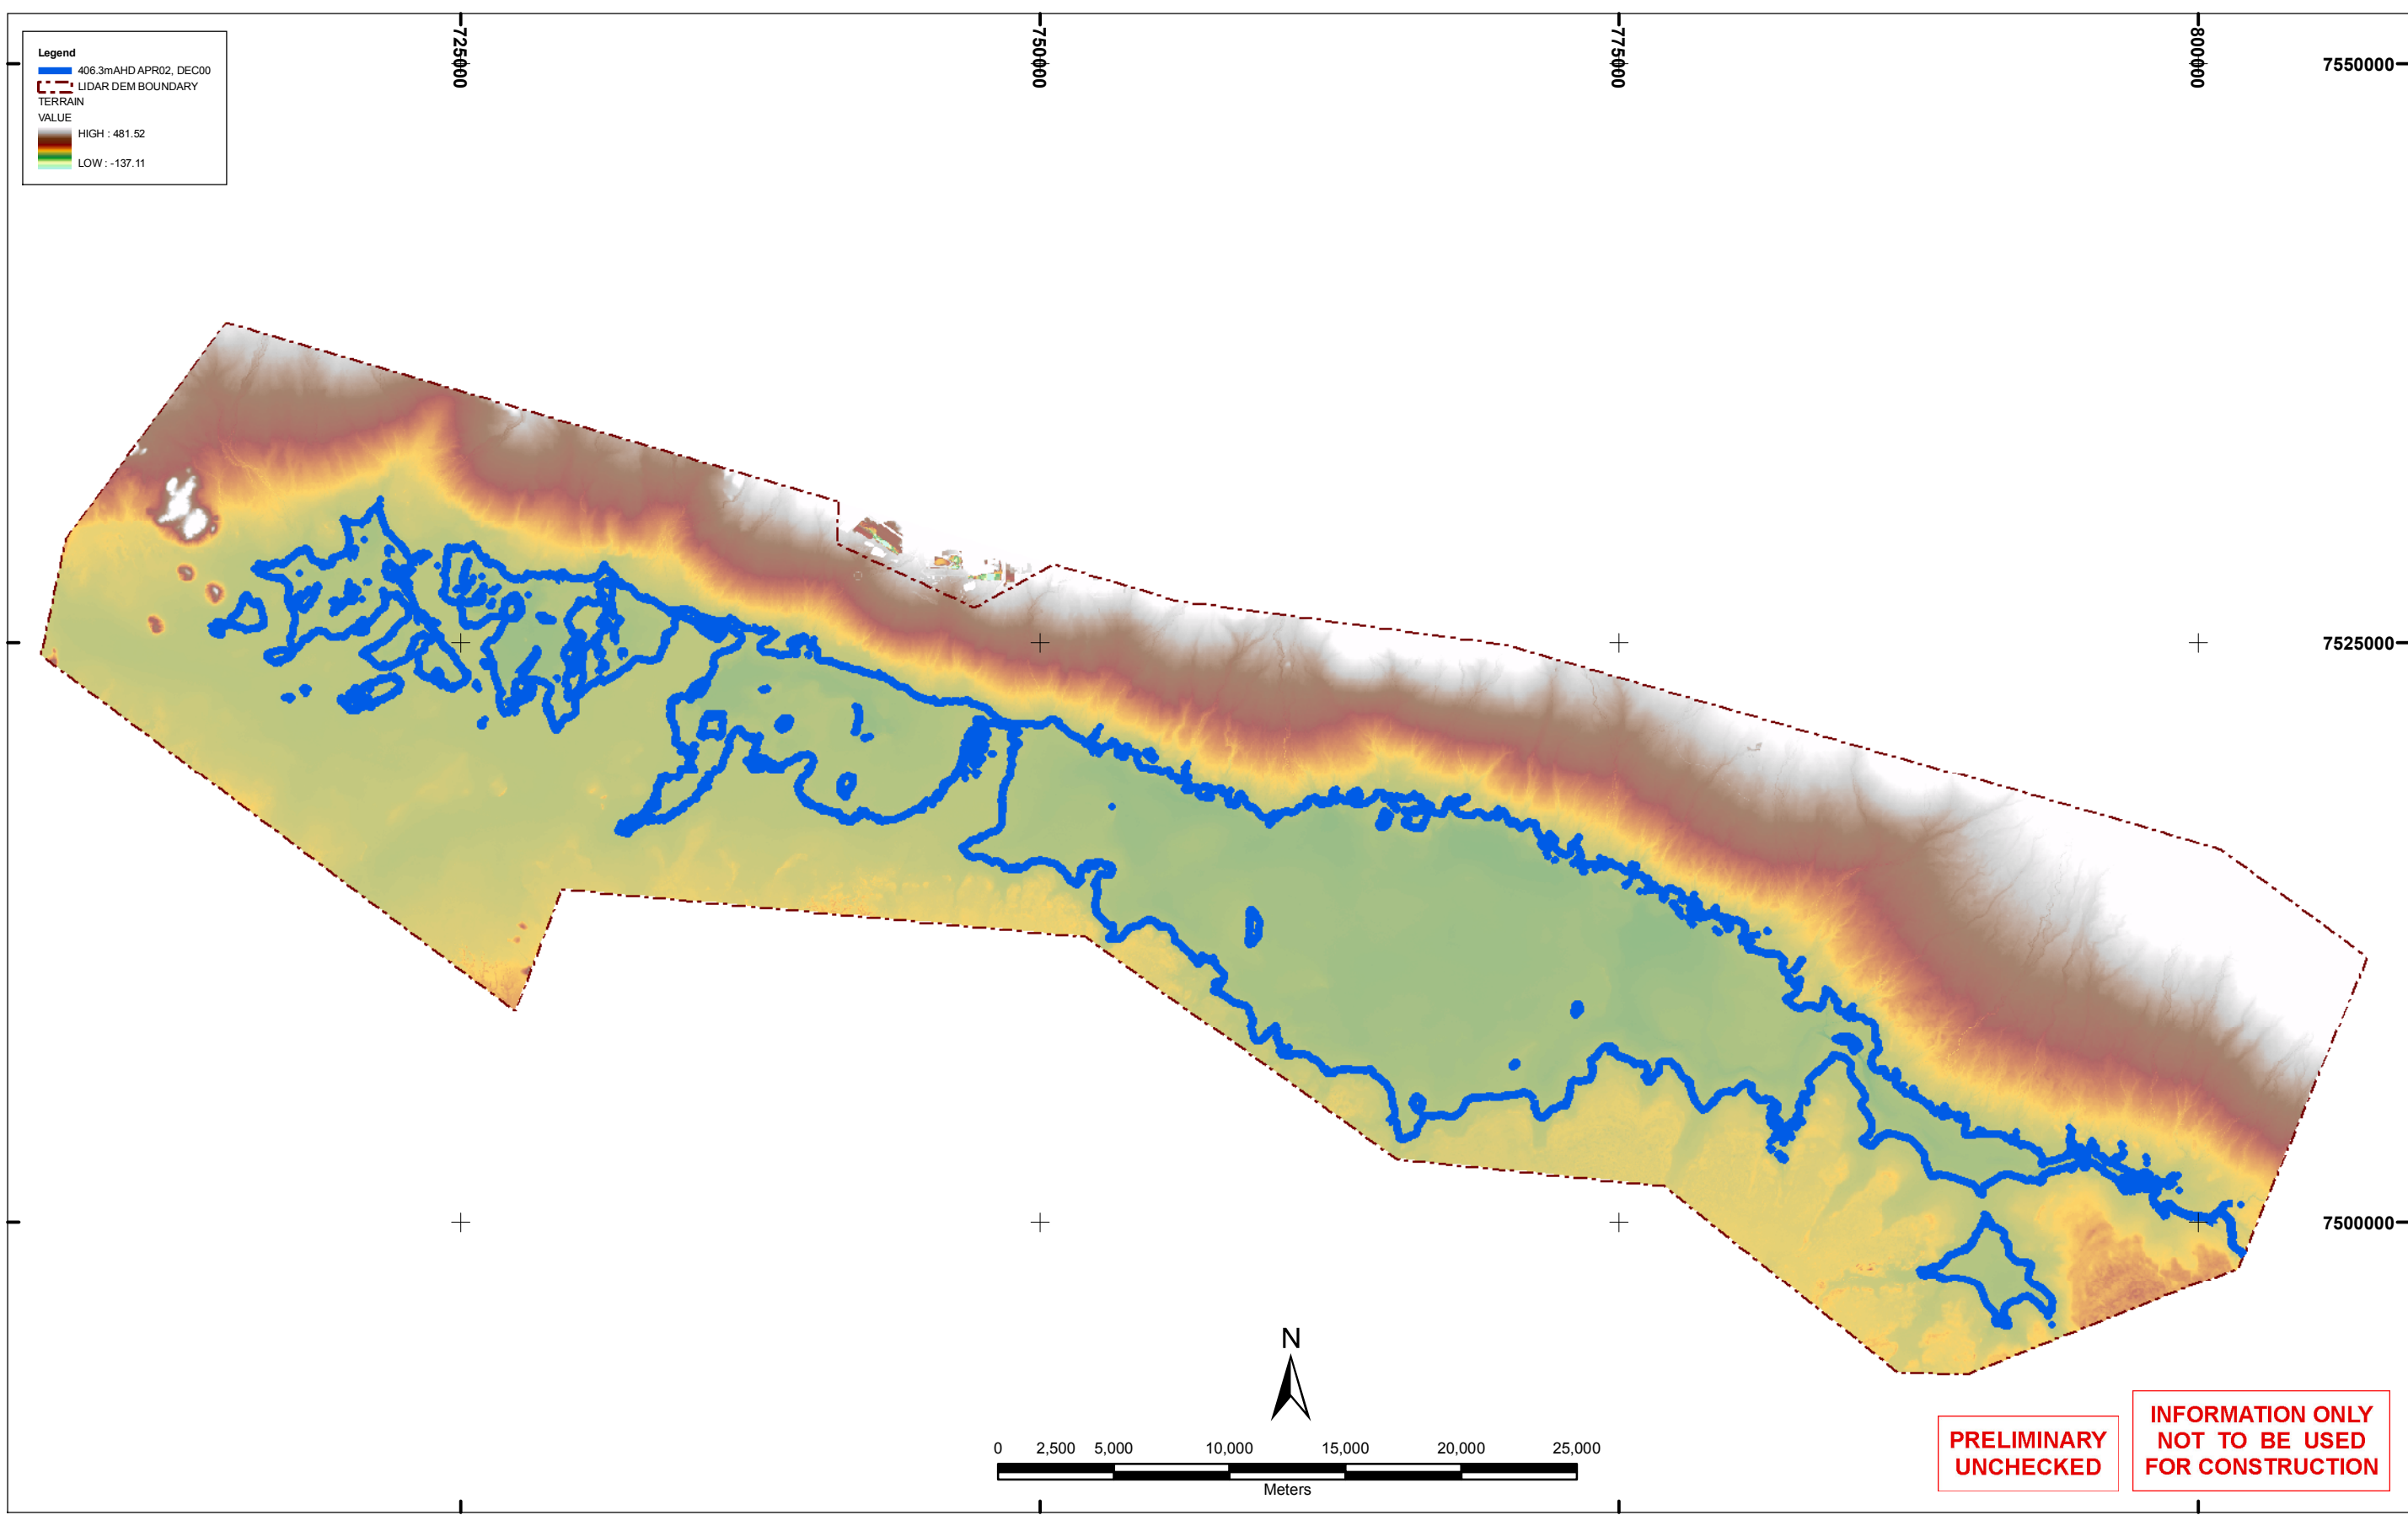 725000
750000
775000
800000
Legend
406.3mAHD APR02, DEC00
LIDAR DEM BOUNDARY
TERRAIN
VALUE
HIGH : 481.52
LOW : -137.11
7550000
7525000
7500000
N
0 2,500 5,000 10,000 15,000 20,000 25,000
Meters
PRELIMINARY
UNCHECKED
INFORMATION ONLY
NOT TO BE USED
FOR CONSTRUCTION